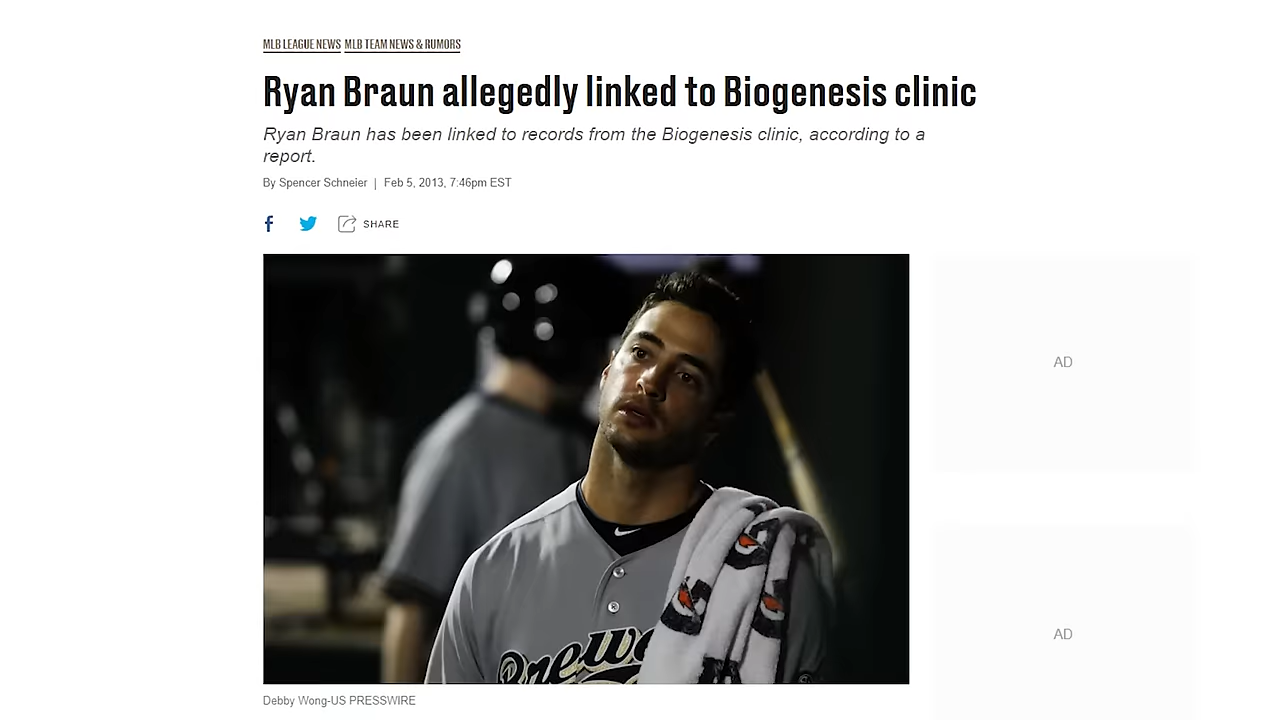 MLB LEAGUE NEWS MLB TEAM NEWS & RUMORS
Ryan Braun allegedly linked to Biogenesis clinic
Ryan Braun has been linked to records from the Biogenesis clinic, according to a
report.
By Spencer Schneier | Feb 5, 2013, 7:46pm EST
SHARE
AD
Brewe
AD
Debby Wong-US PRESSWIRE